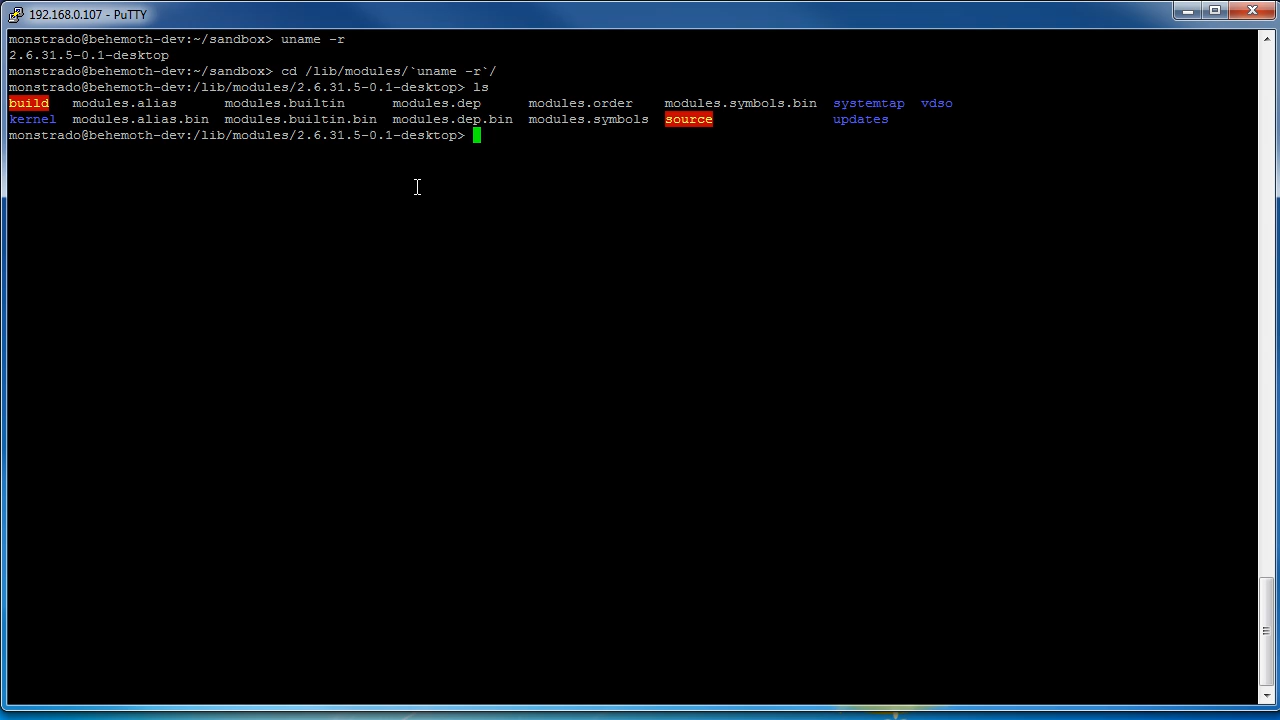 192.168.0.107 - PuTTY
monstrado@behemoth-dev:~/sandbox> uname -r
2.6.31.5-0.1-desktop
monstrado@behemoth-dev:~/sandbox> cd /lib/modules/`uname -r`/
monstrado@behemoth-dev:/lib/modules/2.6.31.5-0.1-desktop> ls
build modules.alias modules.builtin modules.dep modules.order modules.symbols.bin systemtap vdso
kernel modules.alias.bin modules.builtin.bin modules.dep.bin modules.symbols source updates
monstrado@behemoth-dev:/lib/modules/2.6.31.5-0.1-desktop>